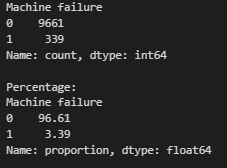 Machine failure
0    9661
1     339
Name: count, dtype: int64

Percentage:
Machine failure
0    96.61
1     3.39
Name: proportion, dtype: float64